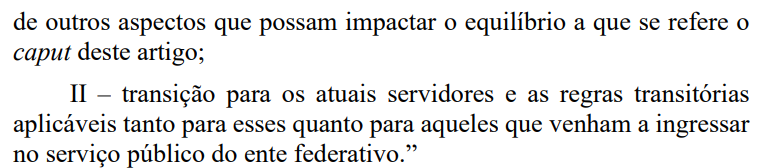 de outros aspectos que possam impactar o equilíbrio a que se refere o
caput deste artigo;
II – transição para os atuais servidores e as regras transitórias
aplicáveis tanto para esses quanto para aqueles que venham a ingressar
no serviço público do ente federativo.”